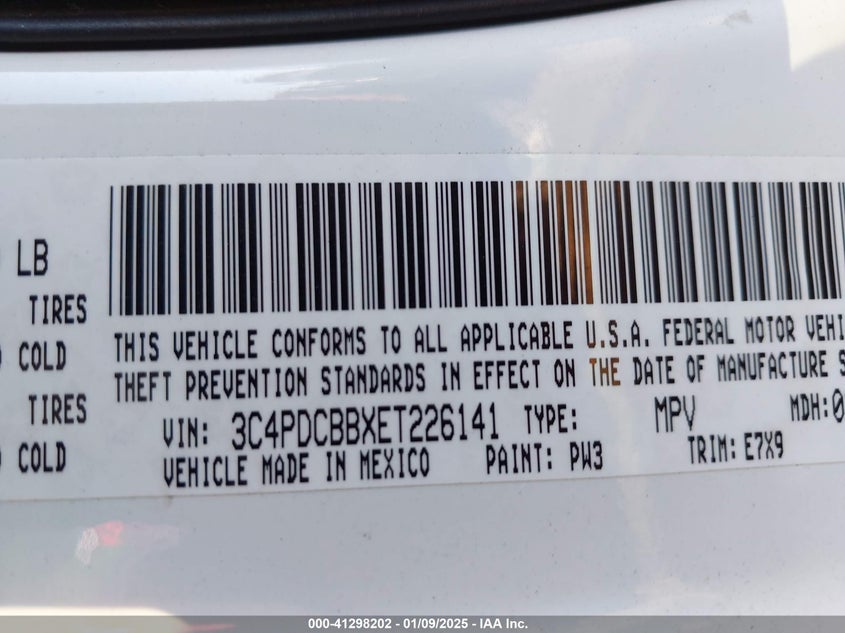 LB
TIRES
COLD
TIRES
COLD
THIS VEHICLE CONFORMS TO ALL APPLICABLE U.S.A. FEDERAL MOTOR VEHI
THEFT PREVENTION STANDARDS IN EFFECT ON THE DATE OF MANUFACTURE S
VIN: 3C4PDCBBXET226141 TYPE: MPV MDH:0
VEHICLE MADE IN MEXICO PAINT: PW3 TRIM: E7X9
000-41298202 - 01/09/2025 - IAA Inc.